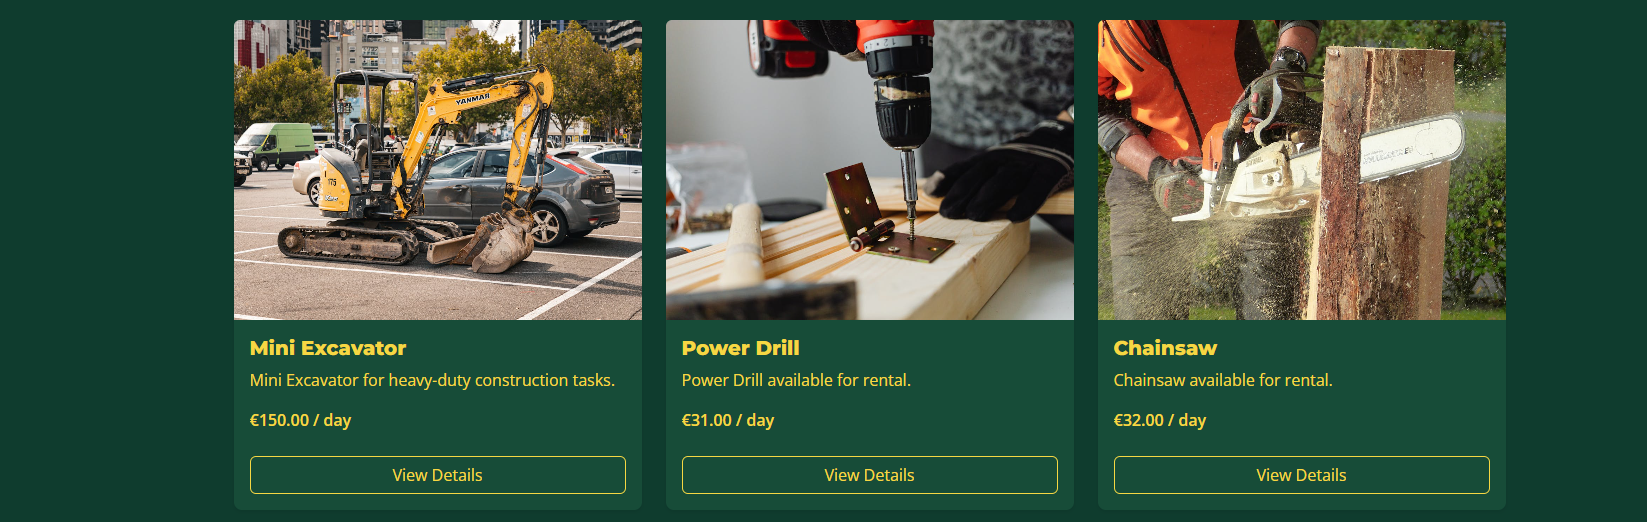 YANMAR
175
Mini Excavator
Mini Excavator for heavy-duty construction tasks.
€150.00 / day
View Details
Power Drill
Power Drill available for rental.
€31.00 / day
View Details
Chainsaw
Chainsaw available for rental.
€32.00 / day
View Details